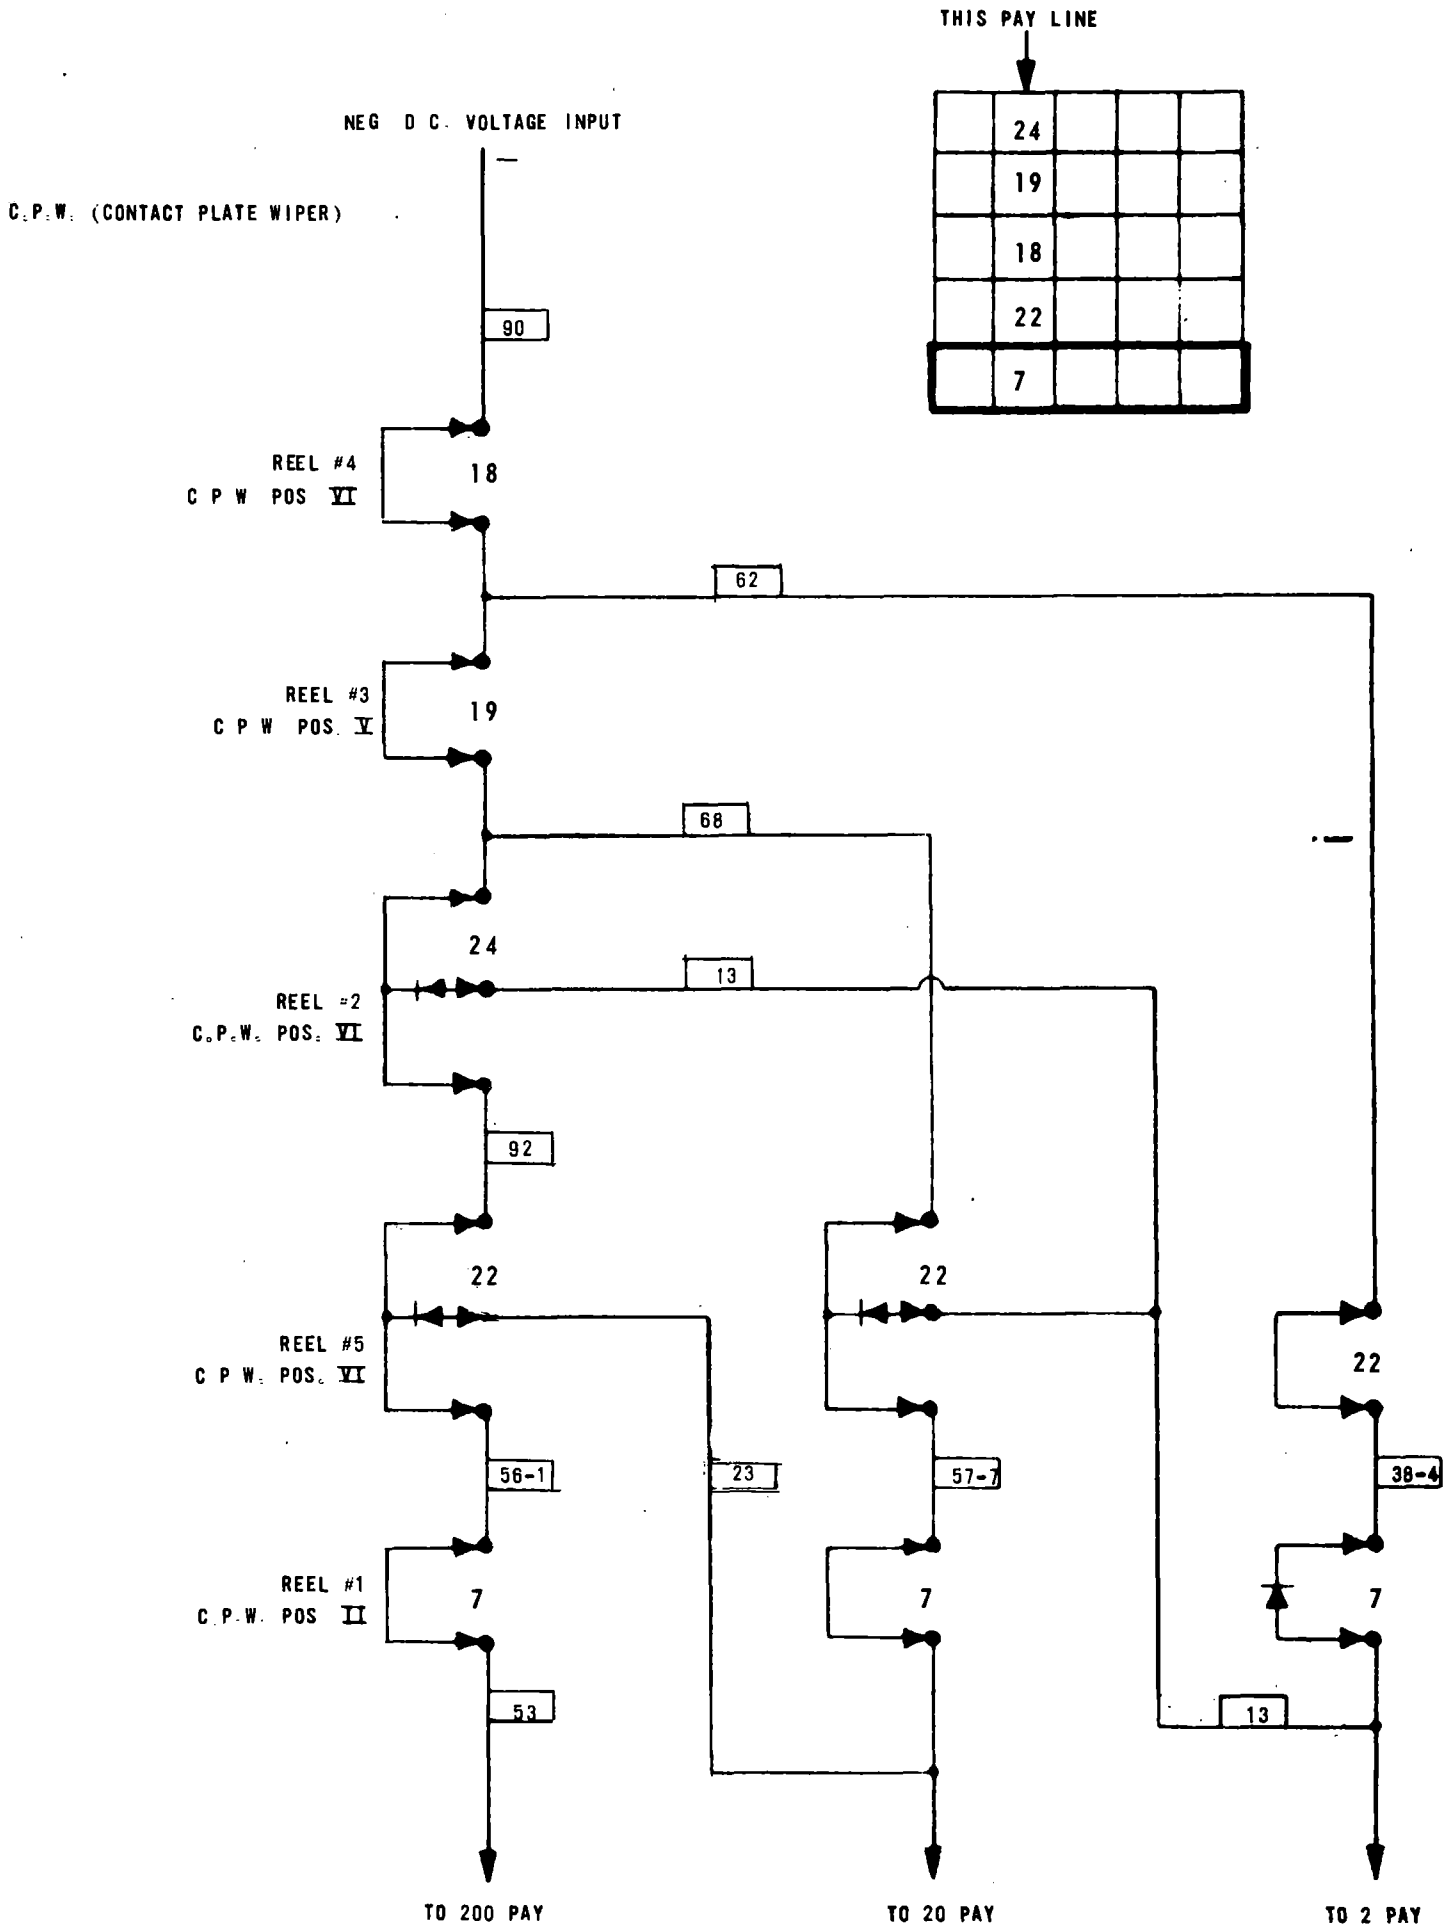 THIS PAY LINE
NEG D C. VOLTAGE INPUT
24
19
18
22
7
C.P.W. (CONTACT PLATE WIPER)
90
REEL #4
C P W POS VI
18
62
REEL #3
C P W POS. V
19
68
24
13
REEL #2
C.P.W. POS. VI
92
22
22
REEL #5
C P W. POS. VI
22
56-1
23
57-7
38-4
REEL #1
C.P.W. POS II
7
7
7
53
13
TO 200 PAY
TO 20 PAY
TO 2 PAY